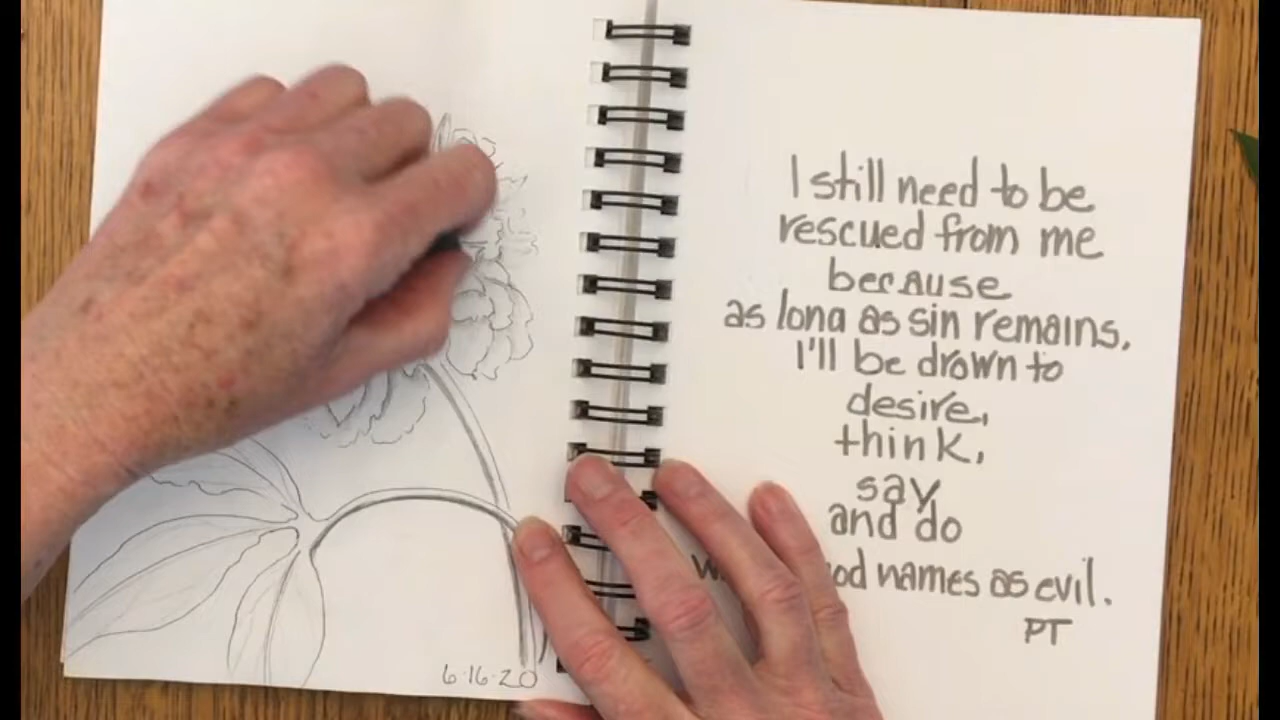 I still need to be
rescued from me
because
as long as sin remains,
I'll be drawn to
desire,
think,
say
and do
names as evil.
PT
6·16·20